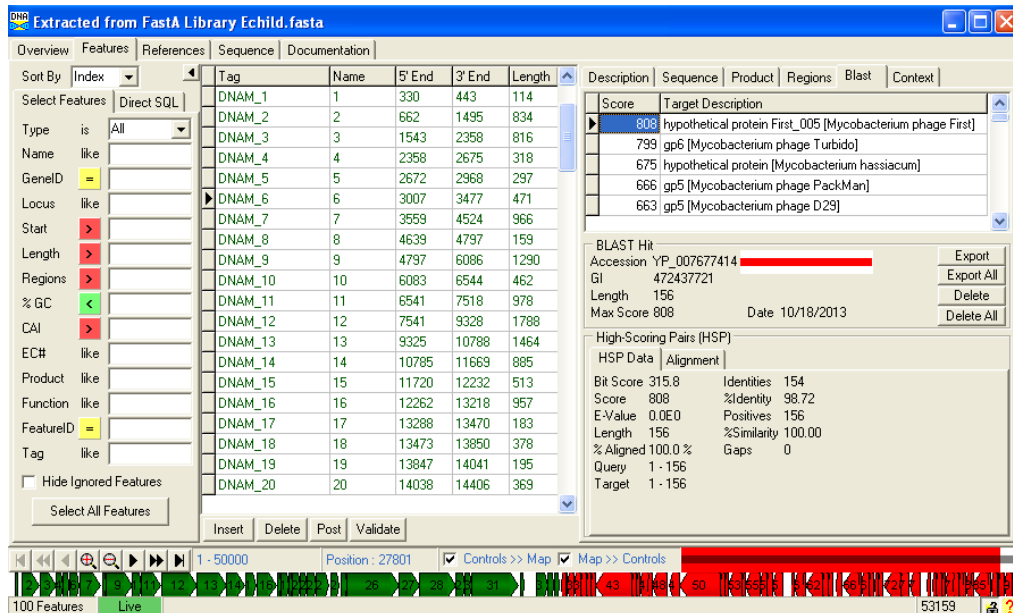 DNA Extracted from FastA Library Echild.fasta
Overview Features References Sequence Documentation
Sort By Index
Select Features Direct SQL
Type is All
Name like
GeneID =
Locus like
Start >
Length >
Regions >
% GC <
CAI >
EC# like
Product like
Function like
FeatureID =
Tag like
Hide Ignored Features
Select All Features
Tag Name 5' End 3' End Length
DNAM_1 1 330 443 114
DNAM_2 2 662 1495 834
DNAM_3 3 1543 2358 816
DNAM_4 4 2358 2675 318
DNAM_5 5 2672 2968 297
DNAM_6 6 3007 3477 471
DNAM_7 7 3559 4524 966
DNAM_8 8 4639 4797 159
DNAM_9 9 4797 6086 1290
DNAM_10 10 6083 6544 462
DNAM_11 11 6541 7518 978
DNAM_12 12 7541 9328 1788
DNAM_13 13 9325 10788 1464
DNAM_14 14 10785 11669 885
DNAM_15 15 11720 12232 513
DNAM_16 16 12262 13218 957
DNAM_17 17 13288 13470 183
DNAM_18 18 13473 13850 378
DNAM_19 19 13847 14041 195
DNAM_20 20 14038 14406 369
Insert Delete Post Validate
Description Sequence Product Regions Blast Context
Score Target Description
808 hypothetical protein First_005 [Mycobacterium phage First]
799 gp6 [Mycobacterium phage Turbido]
675 hypothetical protein [Mycobacterium hassiacum]
666 gp5 [Mycobacterium phage PackMan]
663 gp5 [Mycobacterium phage D29]
BLAST Hit
Accession YP_007677414
GI 472437721
Length 156
Max Score 808 Date 10/18/2013
Export
Export All
Delete
Delete All
High-Scoring Pairs (HSP)
HSP Data Alignment
Bit Score 315.8 Identities 154
Score 808 %Identity 98.72
E-Value 0.0E0 Positives 156
Length 156 %Similarity 100.00
% Aligned 100.0 % Gaps 0
Query 1 - 156
Target 1 - 156
1 - 50000 Position : 27801 Controls >> Map Map >> Controls
9 11 12 13 26 27 28 31 43 50
100 Features Live 53159